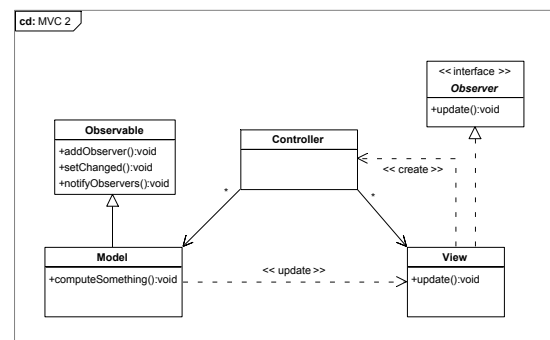 cd: MVC 2
<< interface >>
Observer
+update():void
Observable
+addObserver():void
+setChanged():void
+notifyObservers():void
Controller
<< create >>
*
*
Model
+computeSomething():void
<< update >>
View
+update():void